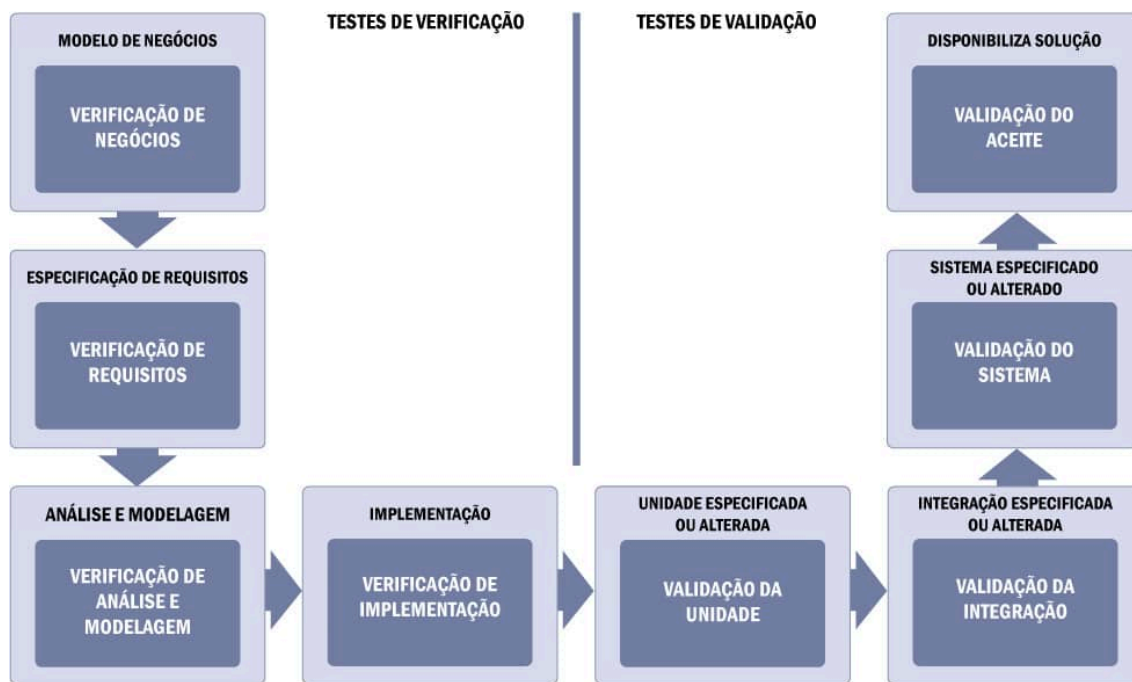 TESTES DE VERIFICAÇÃO
TESTES DE VALIDAÇÃO
MODELO DE NEGÓCIOS
VERIFICAÇÃO DE
NEGÓCIOS
ESPECIFICAÇÃO DE REQUISITOS
VERIFICAÇÃO DE
REQUISITOS
ANÁLISE E MODELAGEM
VERIFICAÇÃO DE
ANÁLISE E
MODELAGEM
IMPLEMENTAÇÃO
VERIFICAÇÃO DE
IMPLEMENTAÇÃO
UNIDADE ESPECIFICADA
OU ALTERADA
VALIDAÇÃO DA
UNIDADE
INTEGRAÇÃO ESPECIFICADA
OU ALTERADA
VALIDAÇÃO DA
INTEGRAÇÃO
SISTEMA ESPECIFICADO
OU ALTERADO
VALIDAÇÃO DO
SISTEMA
DISPONIBILIZA SOLUÇÃO
VALIDAÇÃO DO
ACEITE